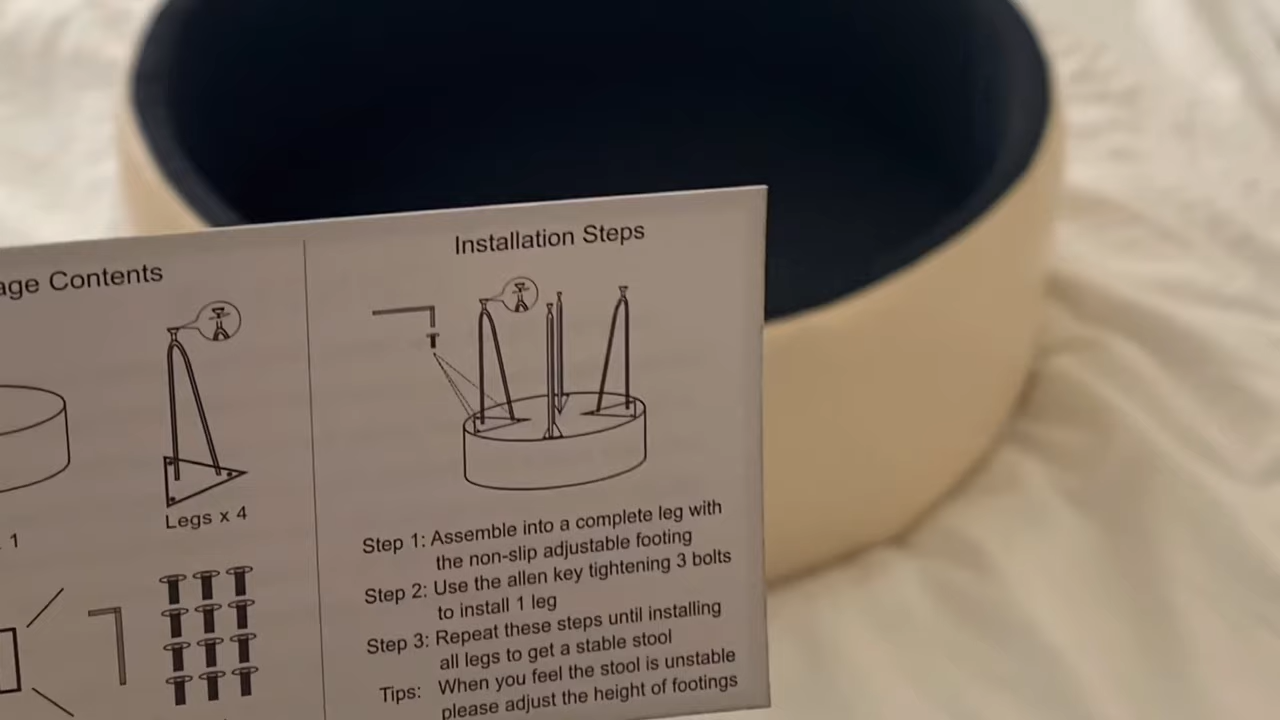 age Contents
Legs x 4
1
Installation Steps
Step 1: Assemble into a complete leg with
the non-slip adjustable footing
Step 2: Use the allen key tightening 3 bolts
to install 1 leg
Step 3: Repeat these steps until installing
all legs to get a stable stool
Tips: When you feel the stool is unstable
please adjust the height of footings